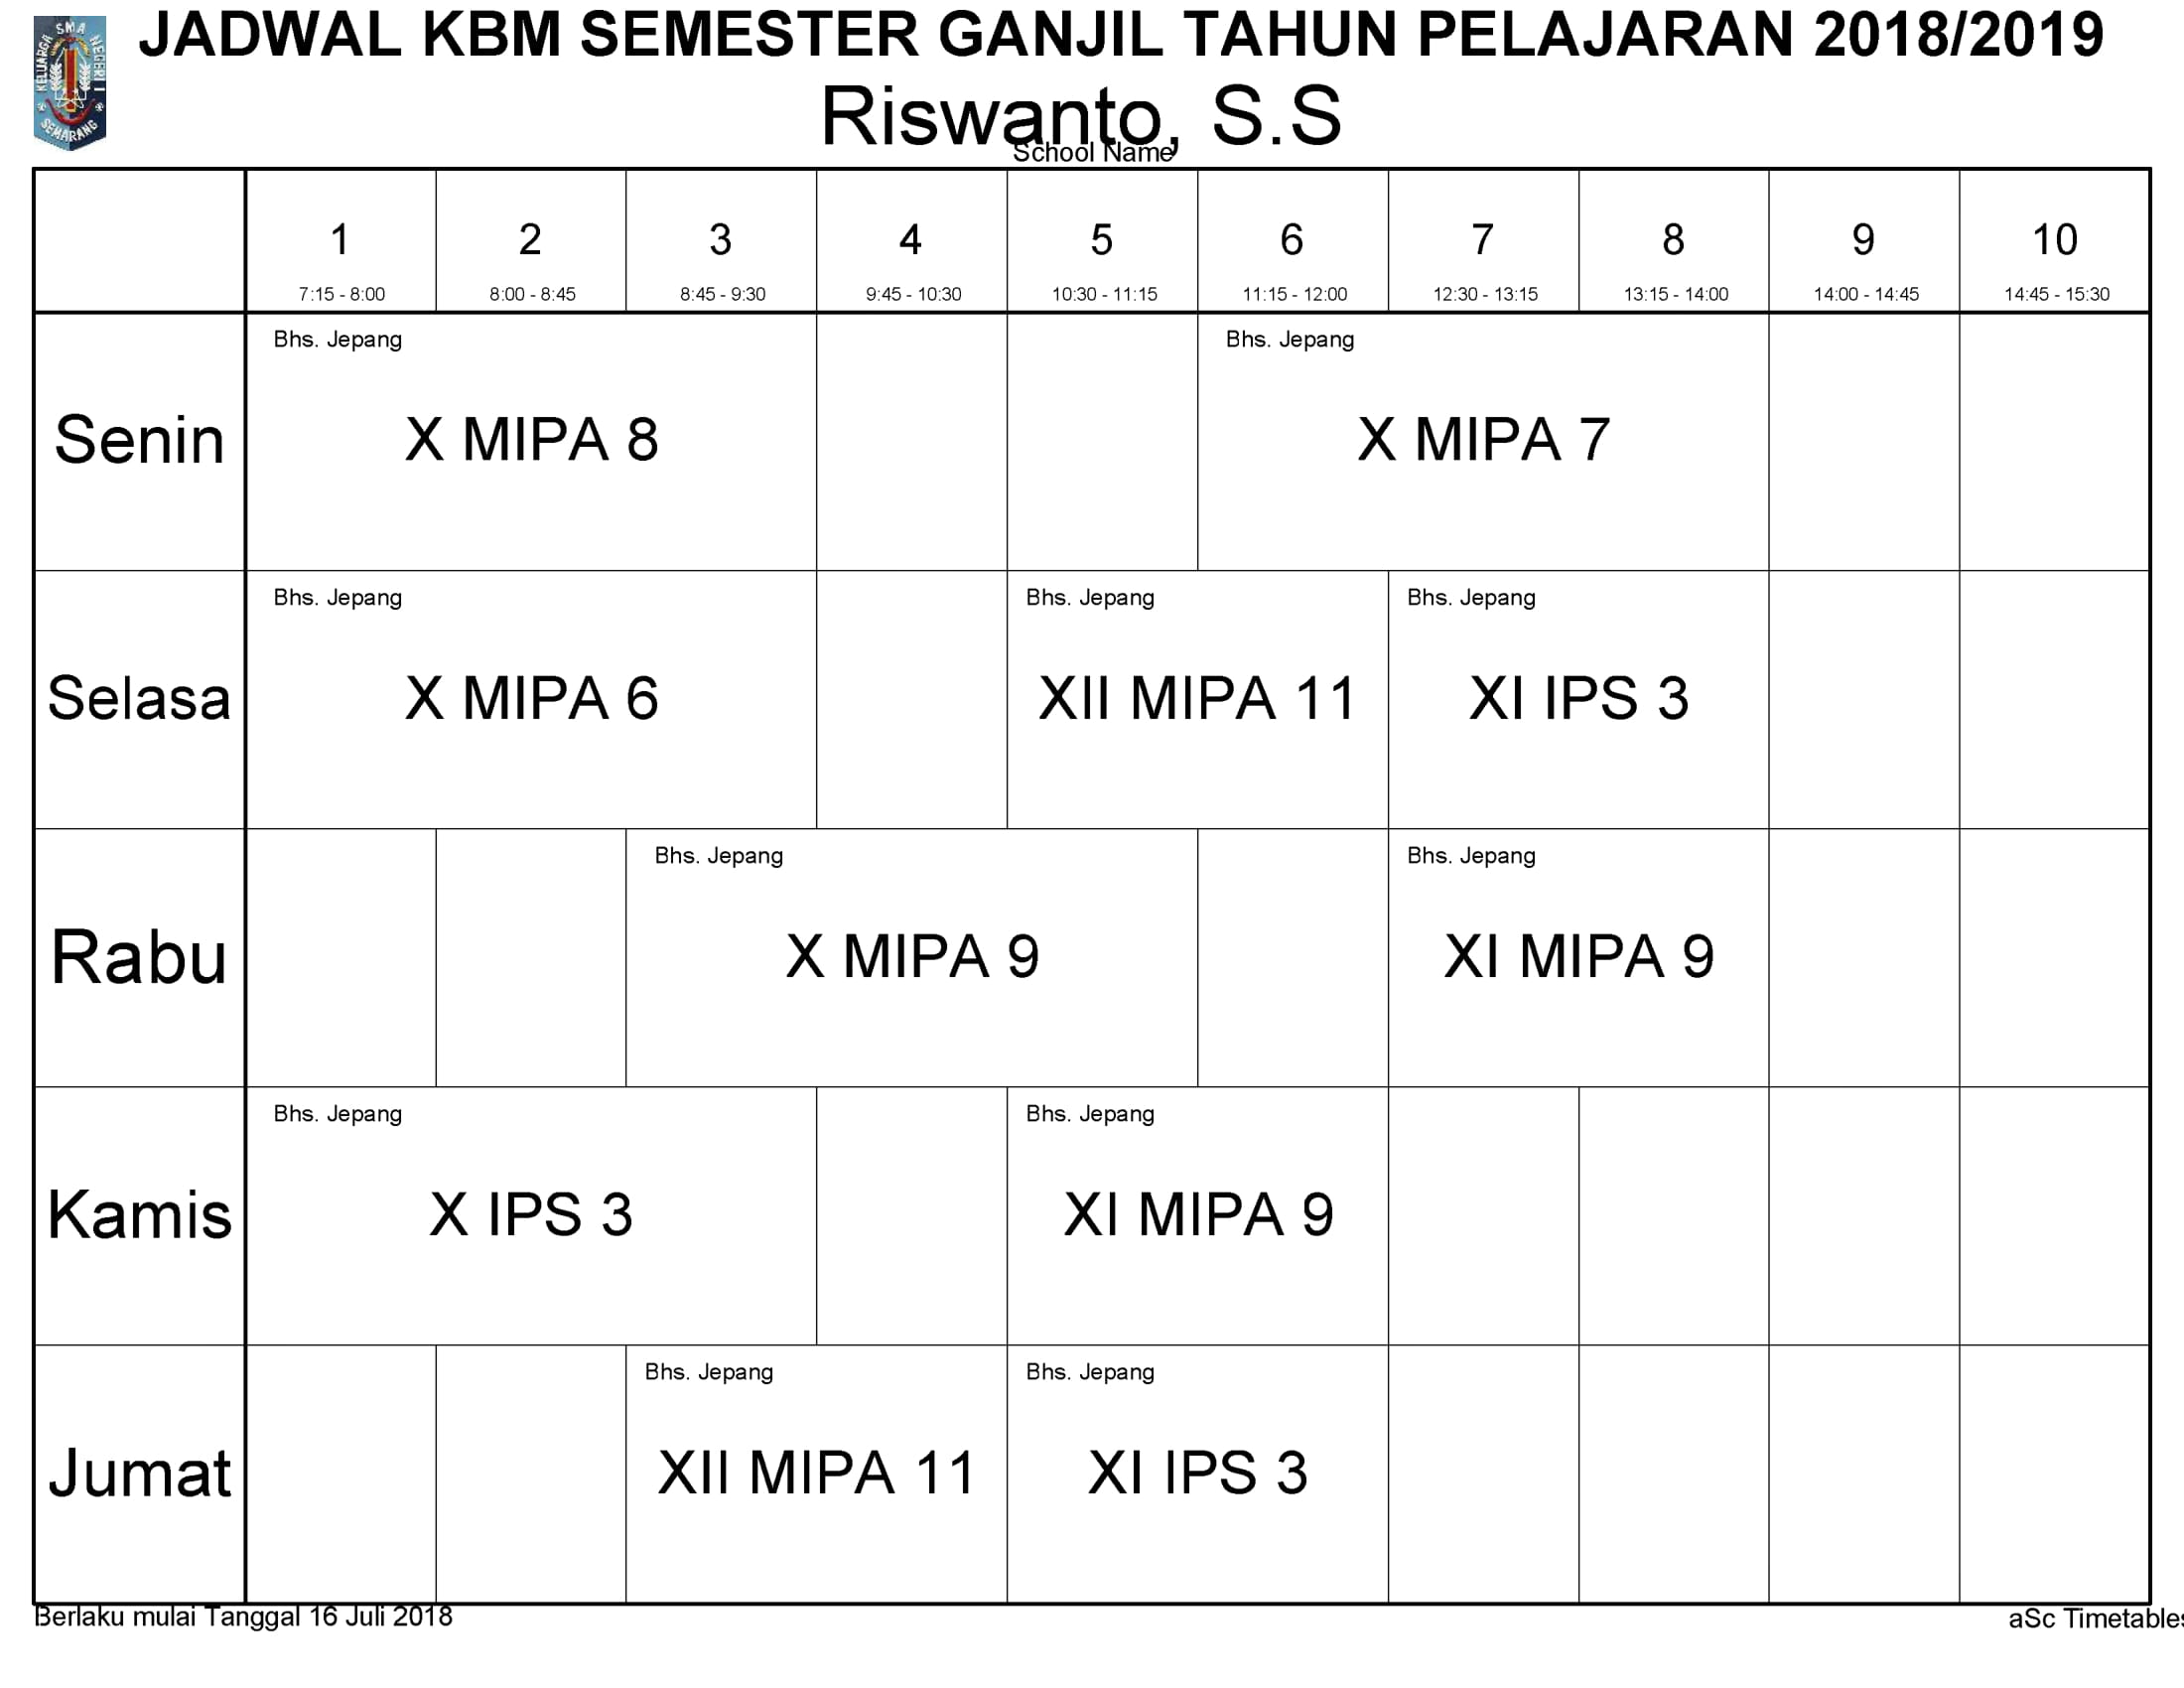 KELUARGA SMA NEGERI 1
SEMARANG
JADWAL KBM SEMESTER GANJIL TAHUN PELAJARAN 2018/2019
Riswanto, S.S
School Name
1 2 3 4 5 6 7 8 9 10
7:15 - 8:00 8:00 - 8:45 8:45 - 9:30 9:45 - 10:30 10:30 - 11:15 11:15 - 12:00 12:30 - 13:15 13:15 - 14:00 14:00 - 14:45 14:45 - 15:30
Bhs. Jepang Bhs. Jepang
Senin X MIPA 8 X MIPA 7
Bhs. Jepang Bhs. Jepang Bhs. Jepang
Selasa X MIPA 6 XII MIPA 11 XI IPS 3
Bhs. Jepang Bhs. Jepang
Rabu X MIPA 9 XI MIPA 9
Bhs. Jepang Bhs. Jepang
Kamis X IPS 3 XI MIPA 9
Bhs. Jepang Bhs. Jepang
Jumat XII MIPA 11 XI IPS 3
Berlaku mulai Tanggal 16 Juli 2018 aSc Timetables